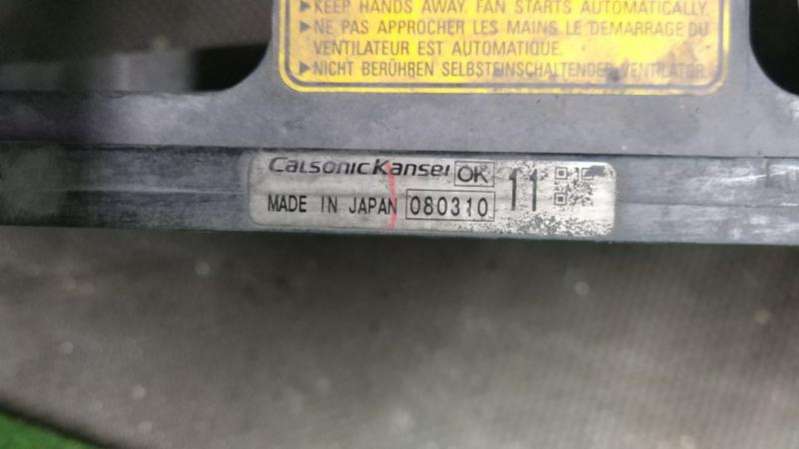 ▶KEEP HANDS AWAY. FAN STARTS AUTOMATICALLY.
▶NE PAS APPROCHER LES MAINS. LE DEMARRAGE DU
VENTILATEUR EST AUTOMATIQUE.
▶NICHT BERÜHREN SELBSTEINSCHALTENDER VENTILATOR.
CalsonicKansei OK 11
MADE IN JAPAN 080310